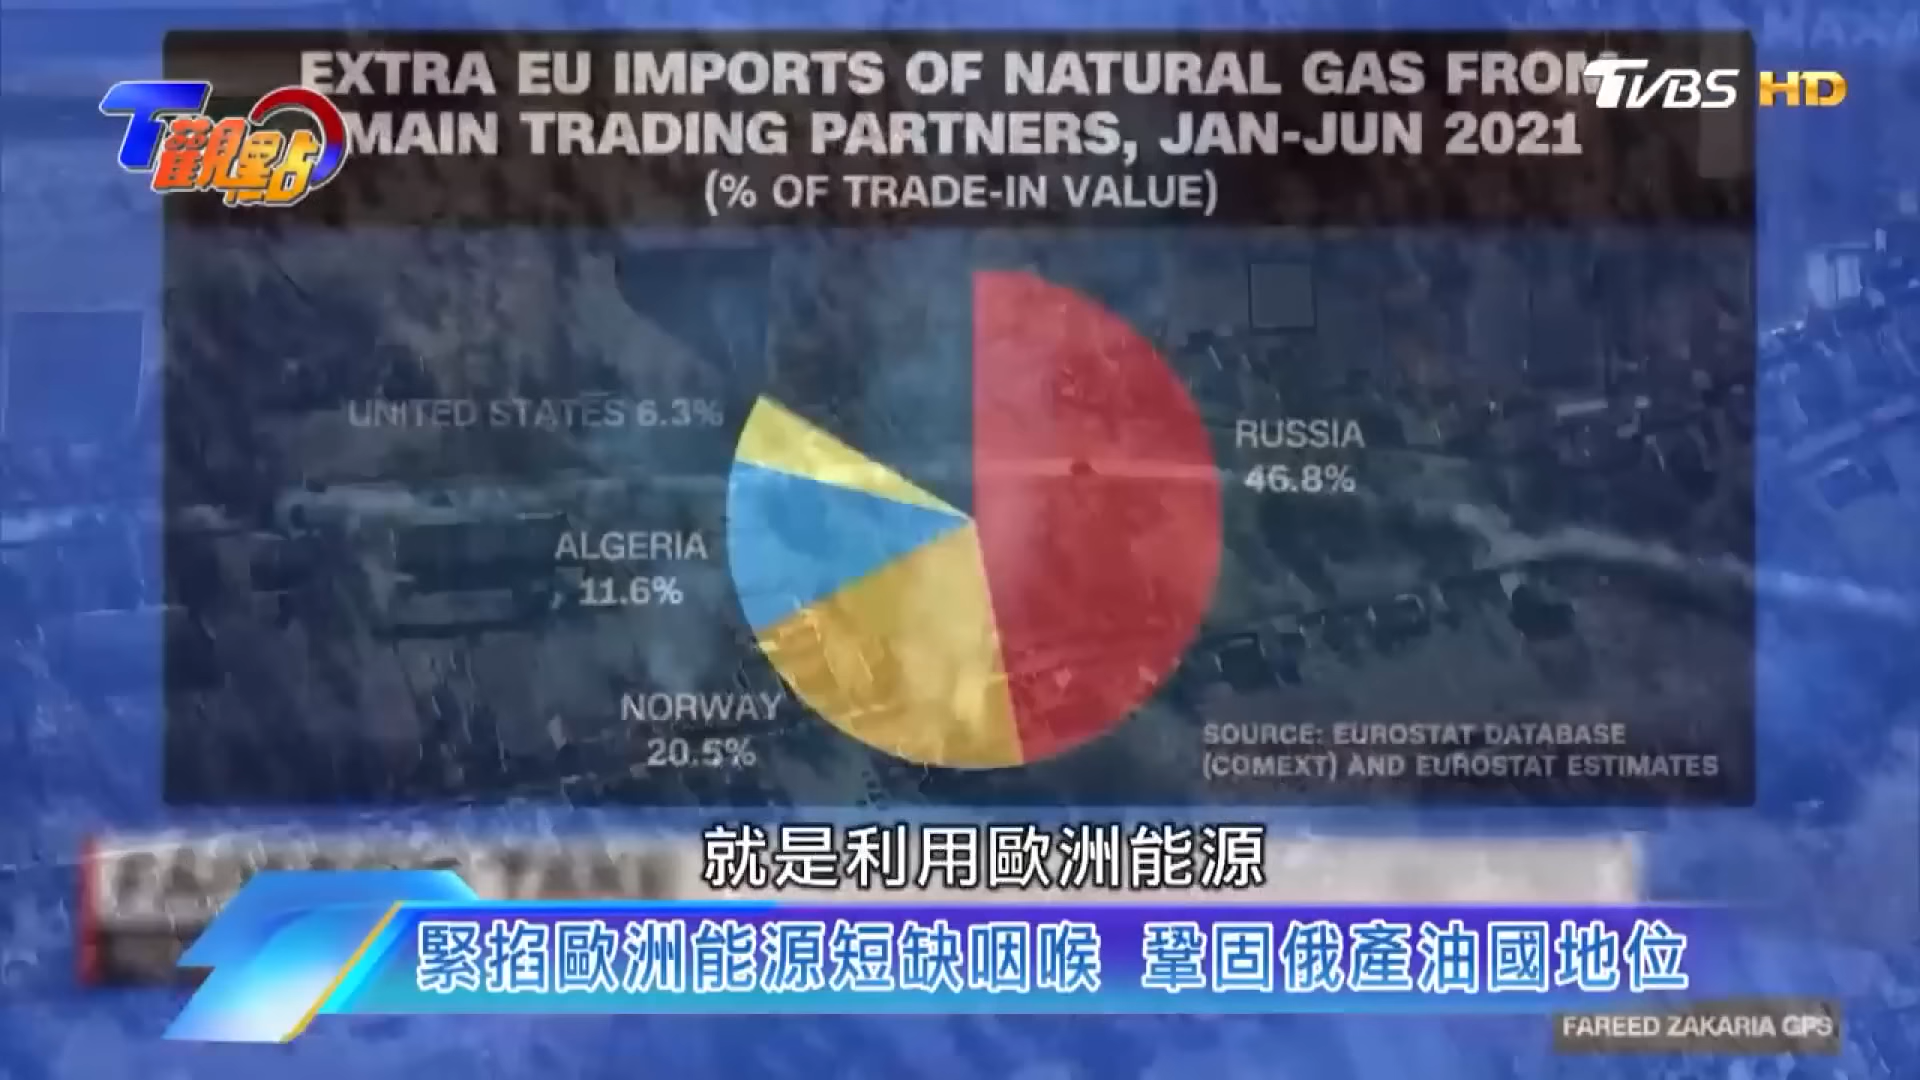 EXTRA EU IMPORTS OF NATURAL GAS FROM
TVBS HD
T觀點
MAIN TRADING PARTNERS, JAN-JUN 2021
(% OF TRADE-IN VALUE)
UNITED STATES 6.3%
RUSSIA
46.8%
ALGERIA
11.6%
NORWAY
20.5%
SOURCE: EUROSTAT DATABASE
(COMEXT) AND EUROSTAT ESTIMATES
就是利用歐洲能源
緊掐歐洲能源短缺咽喉 鞏固俄產油國地位
FAREED ZAKARIA GPS